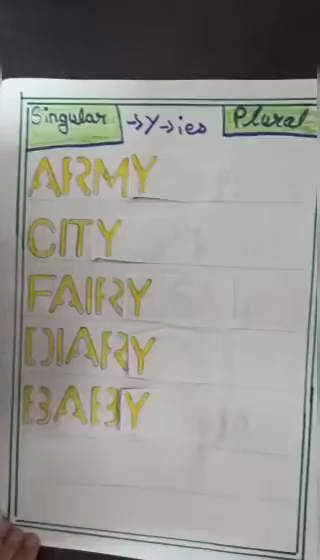 Singular →Y→ies Plural
ARMY
CITY
FAIRY
DIARY
BABY